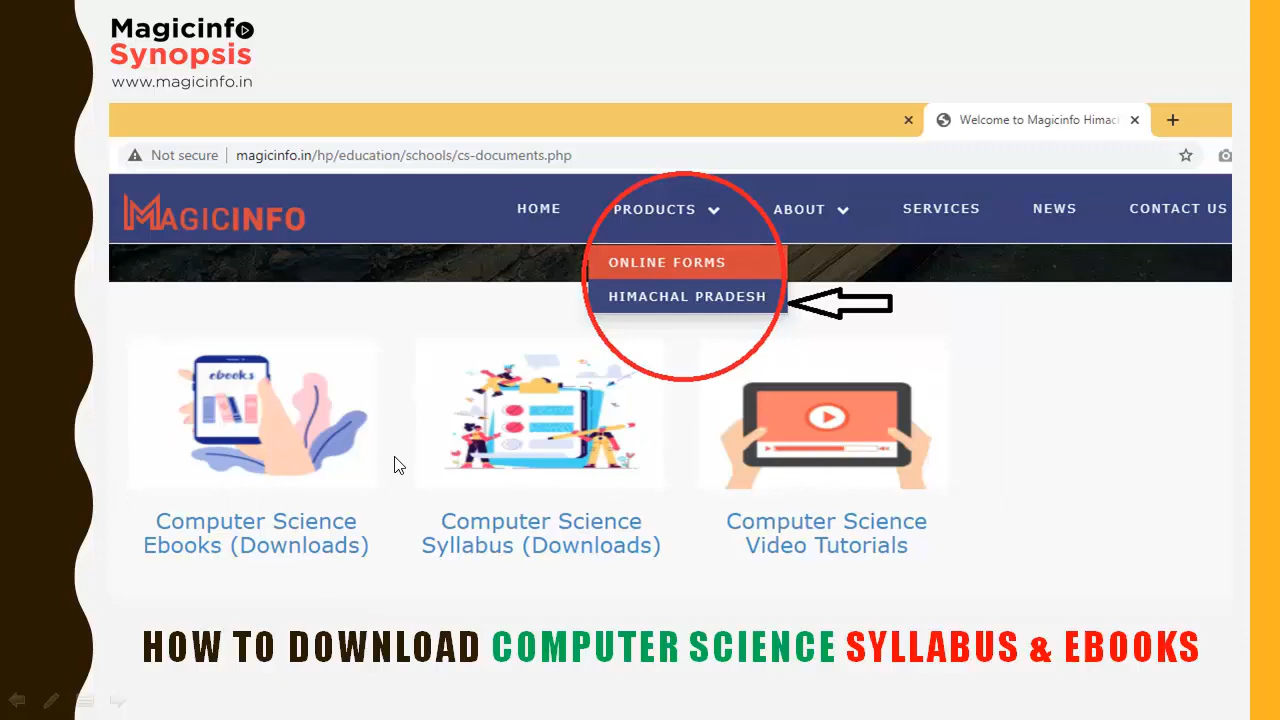 Magicinfo
Synopsis
www.magicinfo.in
Welcome to Magicinfo Himac
Not secure magicinfo.in/hp/education/schools/cs-documents.php
MAGICINFO HOME PRODUCTS ABOUT SERVICES NEWS CONTACT US
ONLINE FORMS
HIMACHAL PRADESH
ebooks
Computer Science Ebooks (Downloads)
Computer Science Syllabus (Downloads)
Computer Science Video Tutorials
HOW TO DOWNLOAD COMPUTER SCIENCE SYLLABUS & EBOOKS